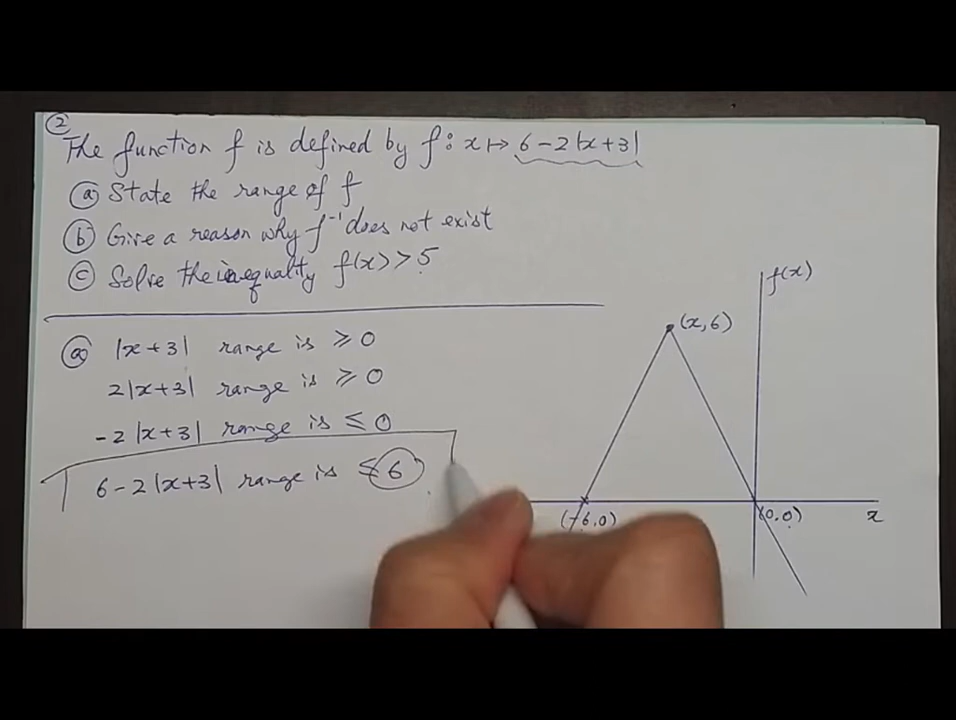 ②
The function f is defined by f: x ↦ 6-2|x+3|
ⓐ State the range of f
ⓑ Give a reason why f⁻¹ does not exist
ⓒ Solve the inequality f(x) > 5
ⓐ |x+3| range is ≥ 0
2|x+3| range is ≥ 0
-2|x+3| range is ≤ 0
6-2|x+3| range is ≤ 6
f(x)
(x,6)
(-6,0)
(0,0)
x